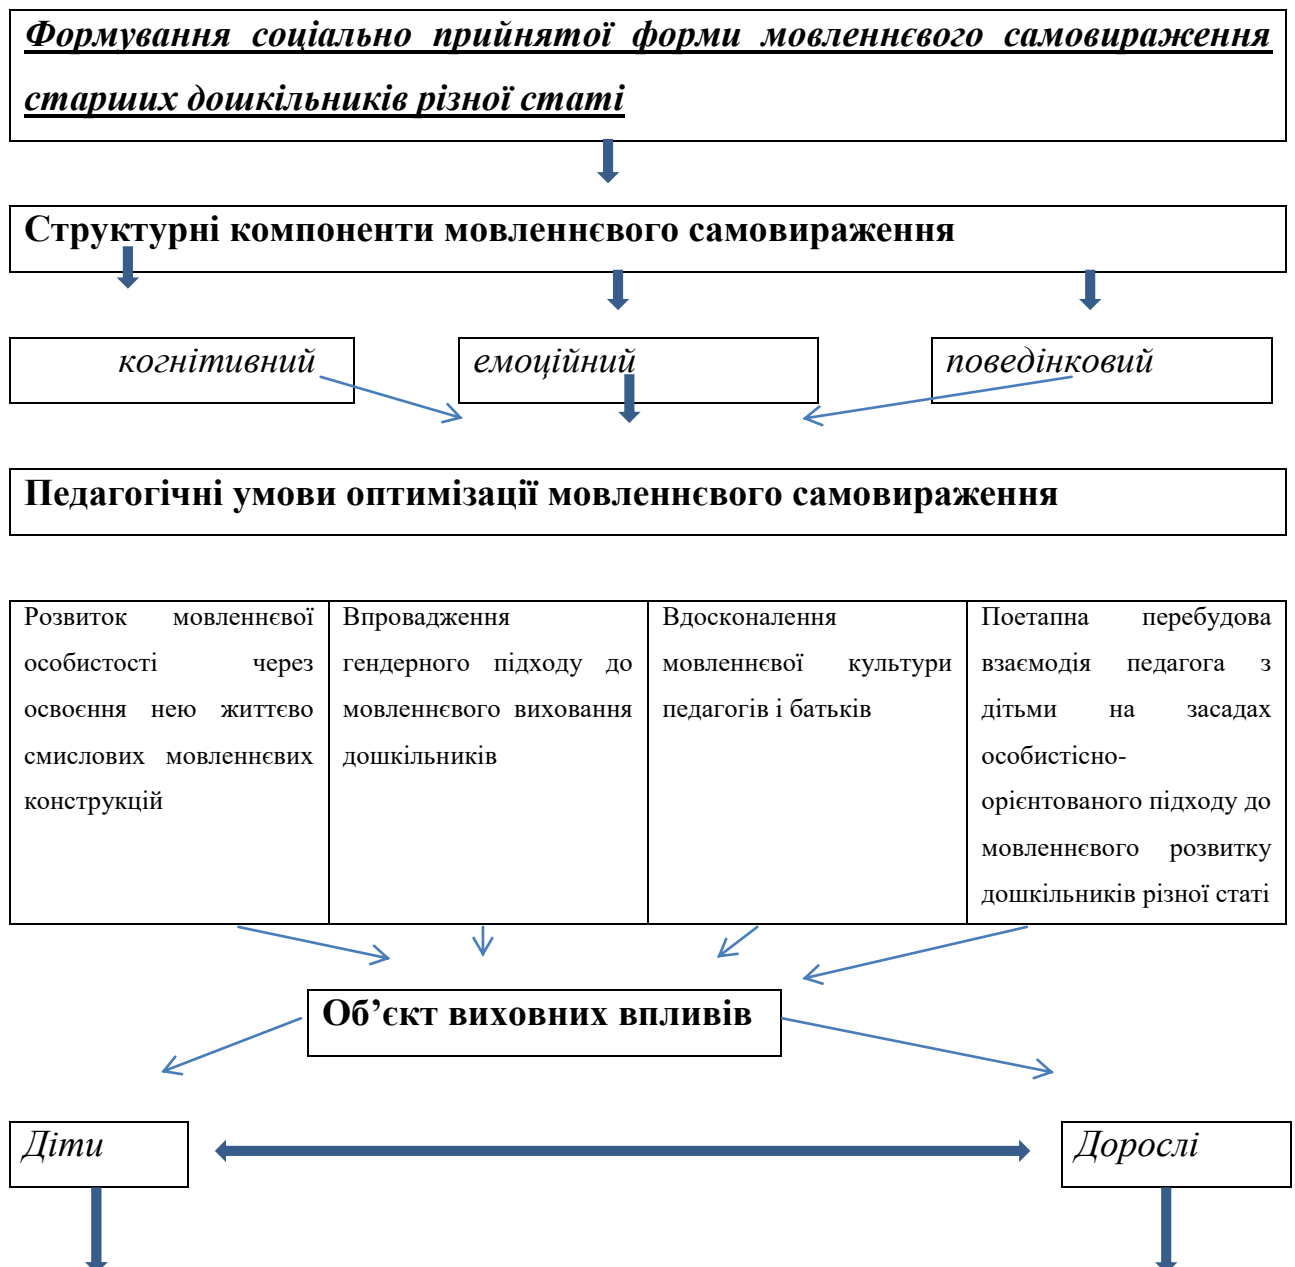 Формування соціально прийнятої форми мовленнєвого самовираження
старших дошкільників різної статі
Структурні компоненти мовленнєвого самовираження
когнітивний
емоційний
поведінковий
Педагогічні умови оптимізації мовленнєвого самовираження
Розвиток мовленнєвої
особистості через
освоєння нею життєво
смислових мовленнєвих
конструкцій
Впровадження
гендерного підходу до
мовленнєвого виховання
дошкільників
Вдосконалення
мовленнєвої культури
педагогів і батьків
Поетапна перебудова
взаємодія педагога з
дітьми на засадах
особистісно-
орієнтованого підходу до
мовленнєвого розвитку
дошкільників різної статі
Об’єкт виховних впливів
Діти
Дорослі